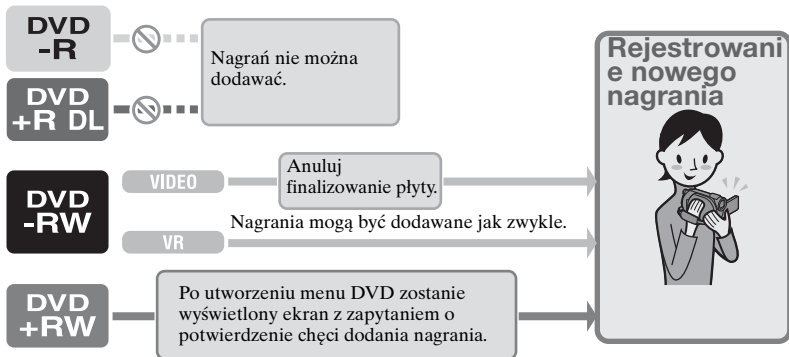 DVD
-R
DVD
+R DL
Nagrań nie można
dodawać.
DVD
-RW
VIDEO
Anuluj
finalizowanie płyty.
Nagrania mogą być dodawane jak zwykle.
VR
DVD
+RW
Po utworzeniu menu DVD zostanie
wyświetlony ekran z zapytaniem o
potwierdzenie chęci dodania nagrania.
Rejestrowani
e nowego
nagrania